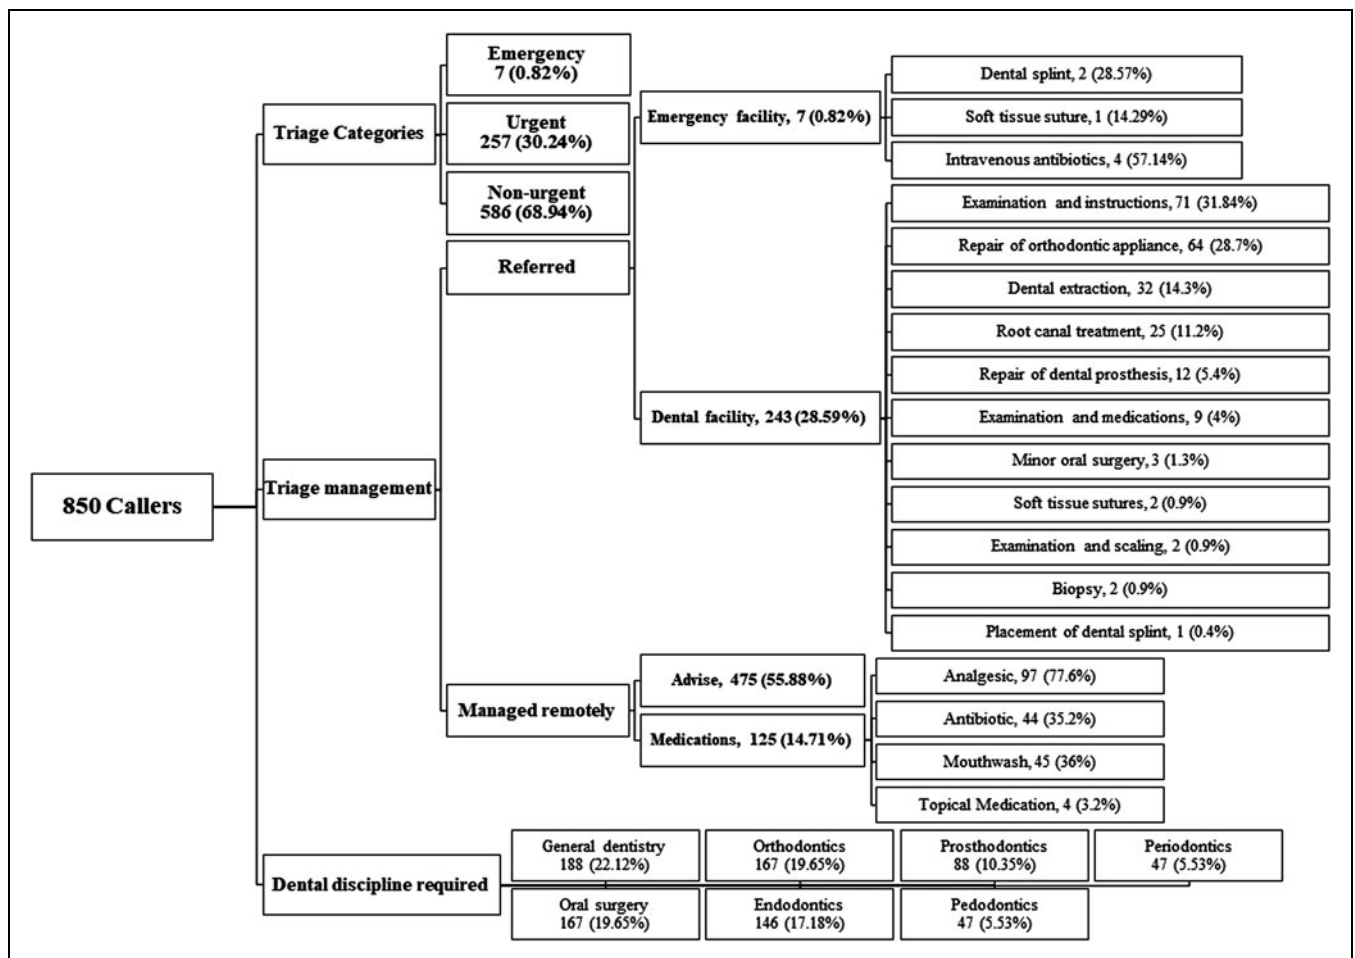 850 Callers
Triage Categories
Emergency
7 (0.82%)
Urgent
257 (30.24%)
Non-urgent
586 (68.94%)
Triage management
Referred
Emergency facility, 7 (0.82%)
Dental splint, 2 (28.57%)
Soft tissue suture, 1 (14.29%)
Intravenous antibiotics, 4 (57.14%)
Dental facility, 243 (28.59%)
Examination and instructions, 71 (31.84%)
Repair of orthodontic appliance, 64 (28.7%)
Dental extraction, 32 (14.3%)
Root canal treatment, 25 (11.2%)
Repair of dental prosthesis, 12 (5.4%)
Examination and medications, 9 (4%)
Minor oral surgery, 3 (1.3%)
Soft tissue sutures, 2 (0.9%)
Examination and scaling, 2 (0.9%)
Biopsy, 2 (0.9%)
Placement of dental splint, 1 (0.4%)
Managed remotely
Advise, 475 (55.88%)
Medications, 125 (14.71%)
Analgesic, 97 (77.6%)
Antibiotic, 44 (35.2%)
Mouthwash, 45 (36%)
Topical Medication, 4 (3.2%)
Dental discipline required
General dentistry
188 (22.12%)
Orthodontics
167 (19.65%)
Prosthodontics
88 (10.35%)
Periodontics
47 (5.53%)
Oral surgery
167 (19.65%)
Endodontics
146 (17.18%)
Pedodontics
47 (5.53%)